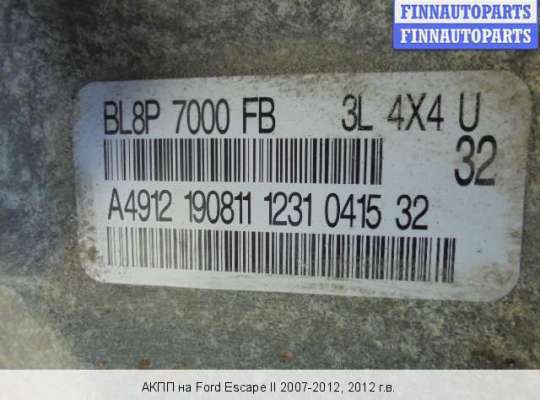 FINNAUTOPARTS
FINNAUTOPARTS
BL8P 7000 FB 3L 4X4 U
32
A4912 190811 1231 0415 32
АКПП на Ford Escape II 2007-2012, 2012 г.в.